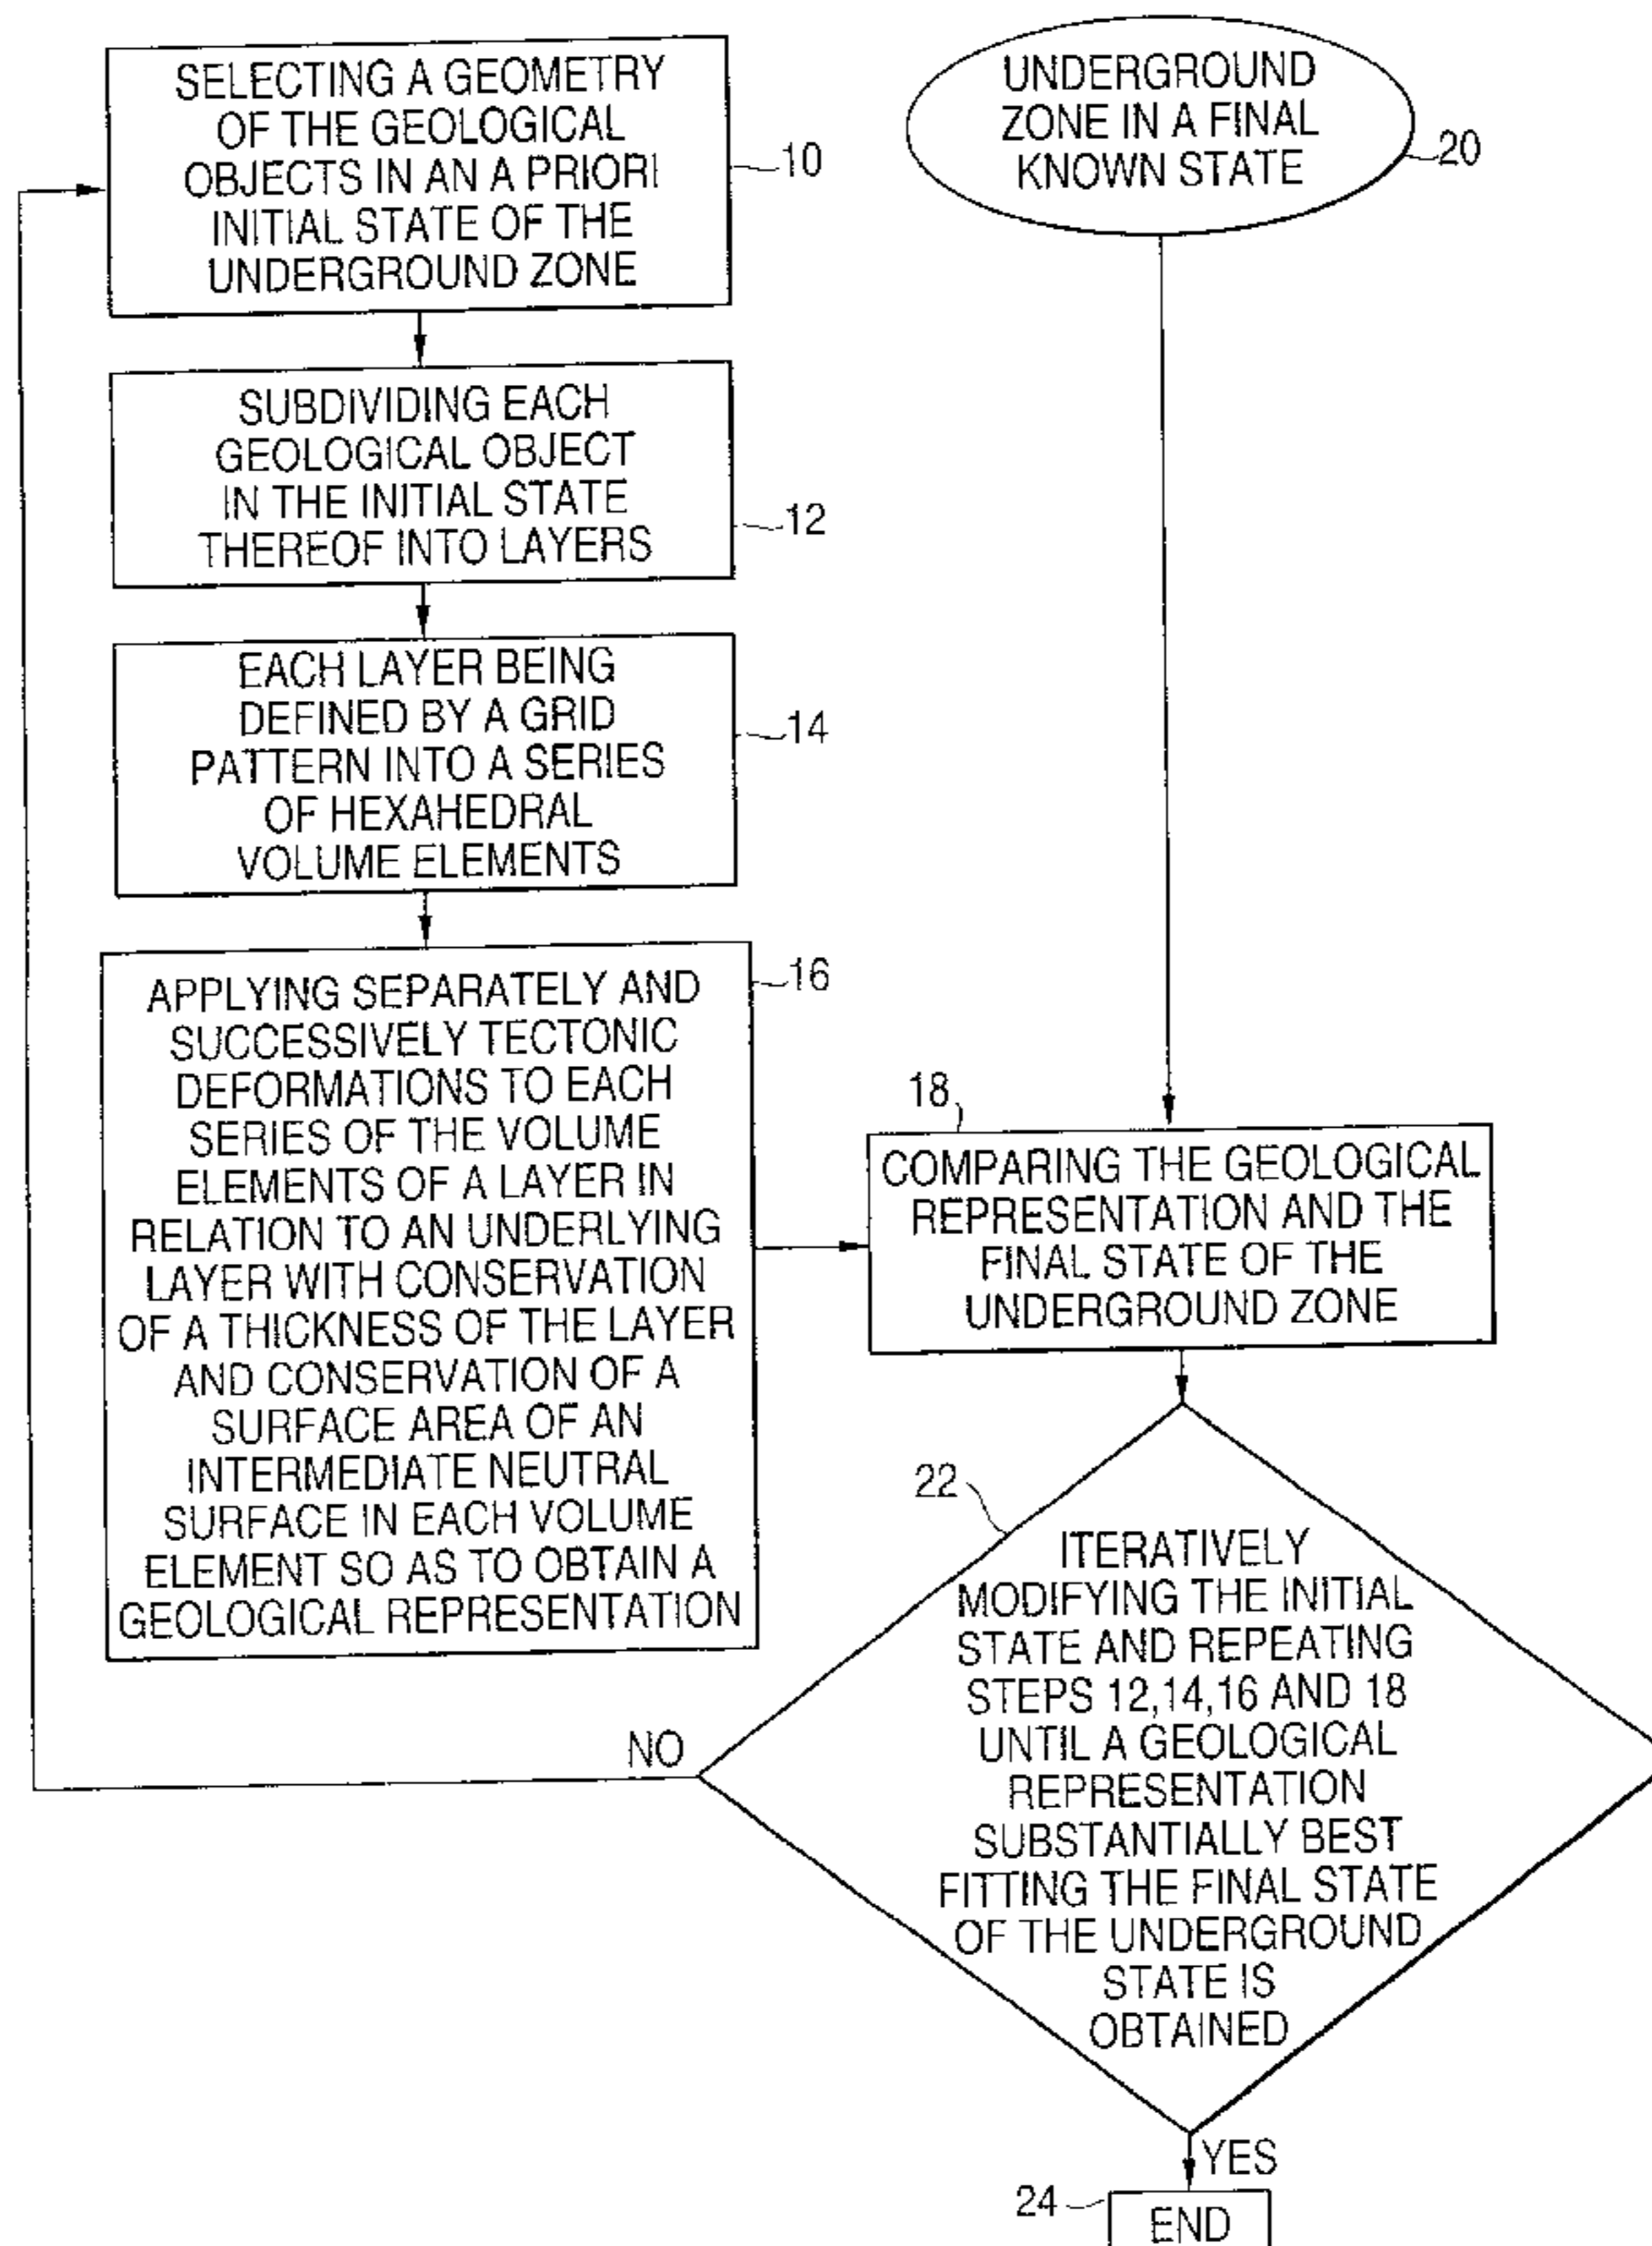 SELECTING A GEOMETRY
OF THE GEOLOGICAL
OBJECTS IN AN A PRIORI
INITIAL STATE OF THE
UNDERGROUND ZONE
10
UNDERGROUND
ZONE IN A FINAL
KNOWN STATE
20
SUBDIVIDING EACH
GEOLOGICAL OBJECT
IN THE INITIAL STATE
THEREOF INTO LAYERS
12
EACH LAYER BEING
DEFINED BY A GRID
PATTERN INTO A SERIES
OF HEXAHEDRAL
VOLUME ELEMENTS
14
APPLYING SEPARATELY AND
SUCCESSIVELY TECTONIC
DEFORMATIONS TO EACH
SERIES OF THE VOLUME
ELEMENTS OF A LAYER IN
RELATION TO AN UNDERLYING
LAYER WITH CONSERVATION
OF A THICKNESS OF THE LAYER
AND CONSERVATION OF A
SURFACE AREA OF AN
INTERMEDIATE NEUTRAL
SURFACE IN EACH VOLUME
ELEMENT SO AS TO OBTAIN A
GEOLOGICAL REPRESENTATION
16
18
COMPARING THE GEOLOGICAL
REPRESENTATION AND THE
FINAL STATE OF THE
UNDERGROUND ZONE
22
ITERATIVELY
MODIFYING THE INITIAL
STATE AND REPEATING
STEPS 12,14,16 AND 18
UNTIL A GEOLOGICAL
REPRESENTATION
SUBSTANTIALLY BEST
FITTING THE FINAL STATE
OF THE UNDERGROUND
STATE IS
OBTAINED
NO
YES
24
END